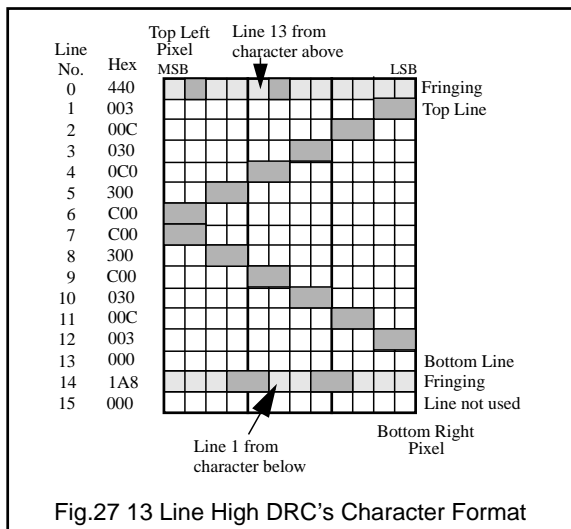 Top Left Pixel
Line 13 from character above
Line No. Hex MSB LSB
0 440 Fringing
1 003 Top Line
2 00C
3 030
4 0C0
5 300
6 C00
7 C00
8 300
9 C00
10 030
11 00C
12 003
13 000 Bottom Line
14 1A8 Fringing
15 000 Line not used
Line 1 from character below
Bottom Right Pixel
Fig.27 13 Line High DRC's Character Format